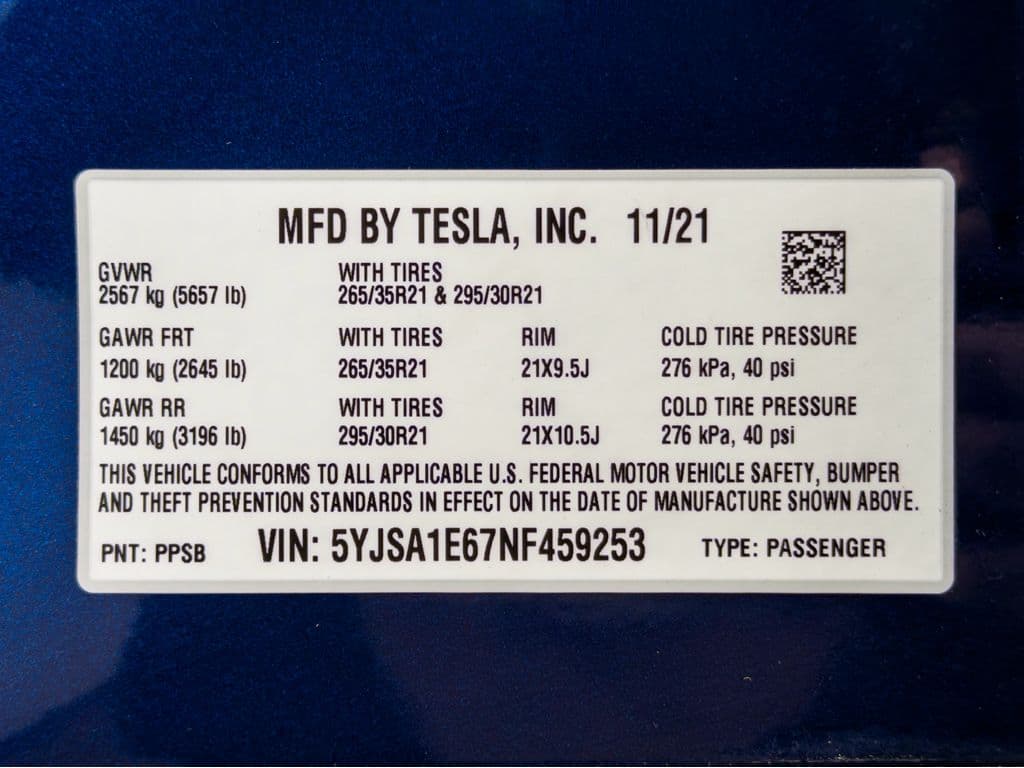 MFD BY TESLA, INC. 11/21
GVWR WITH TIRES
2567 kg (5657 lb) 265/35R21 & 295/30R21
GAWR FRT WITH TIRES RIM COLD TIRE PRESSURE
1200 kg (2645 lb) 265/35R21 21X9.5J 276 kPa, 40 psi
GAWR RR WITH TIRES RIM COLD TIRE PRESSURE
1450 kg (3196 lb) 295/30R21 21X10.5J 276 kPa, 40 psi
THIS VEHICLE CONFORMS TO ALL APPLICABLE U.S. FEDERAL MOTOR VEHICLE SAFETY, BUMPER
AND THEFT PREVENTION STANDARDS IN EFFECT ON THE DATE OF MANUFACTURE SHOWN ABOVE.
PNT: PPSB VIN: 5YJSA1E67NF459253 TYPE: PASSENGER